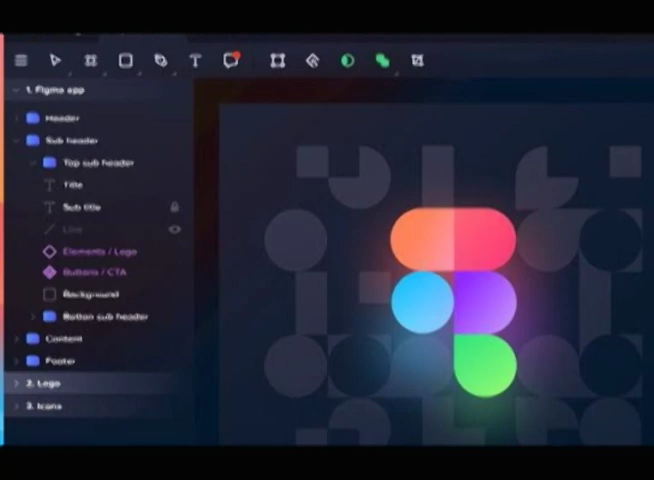 1. Figma app
Header
Sub header
Top sub header
Title
Sub title
Line
Elements / Logo
Buttons / CTA
Background
Button sub header
Content
Footer
2. Logo
3. Icons